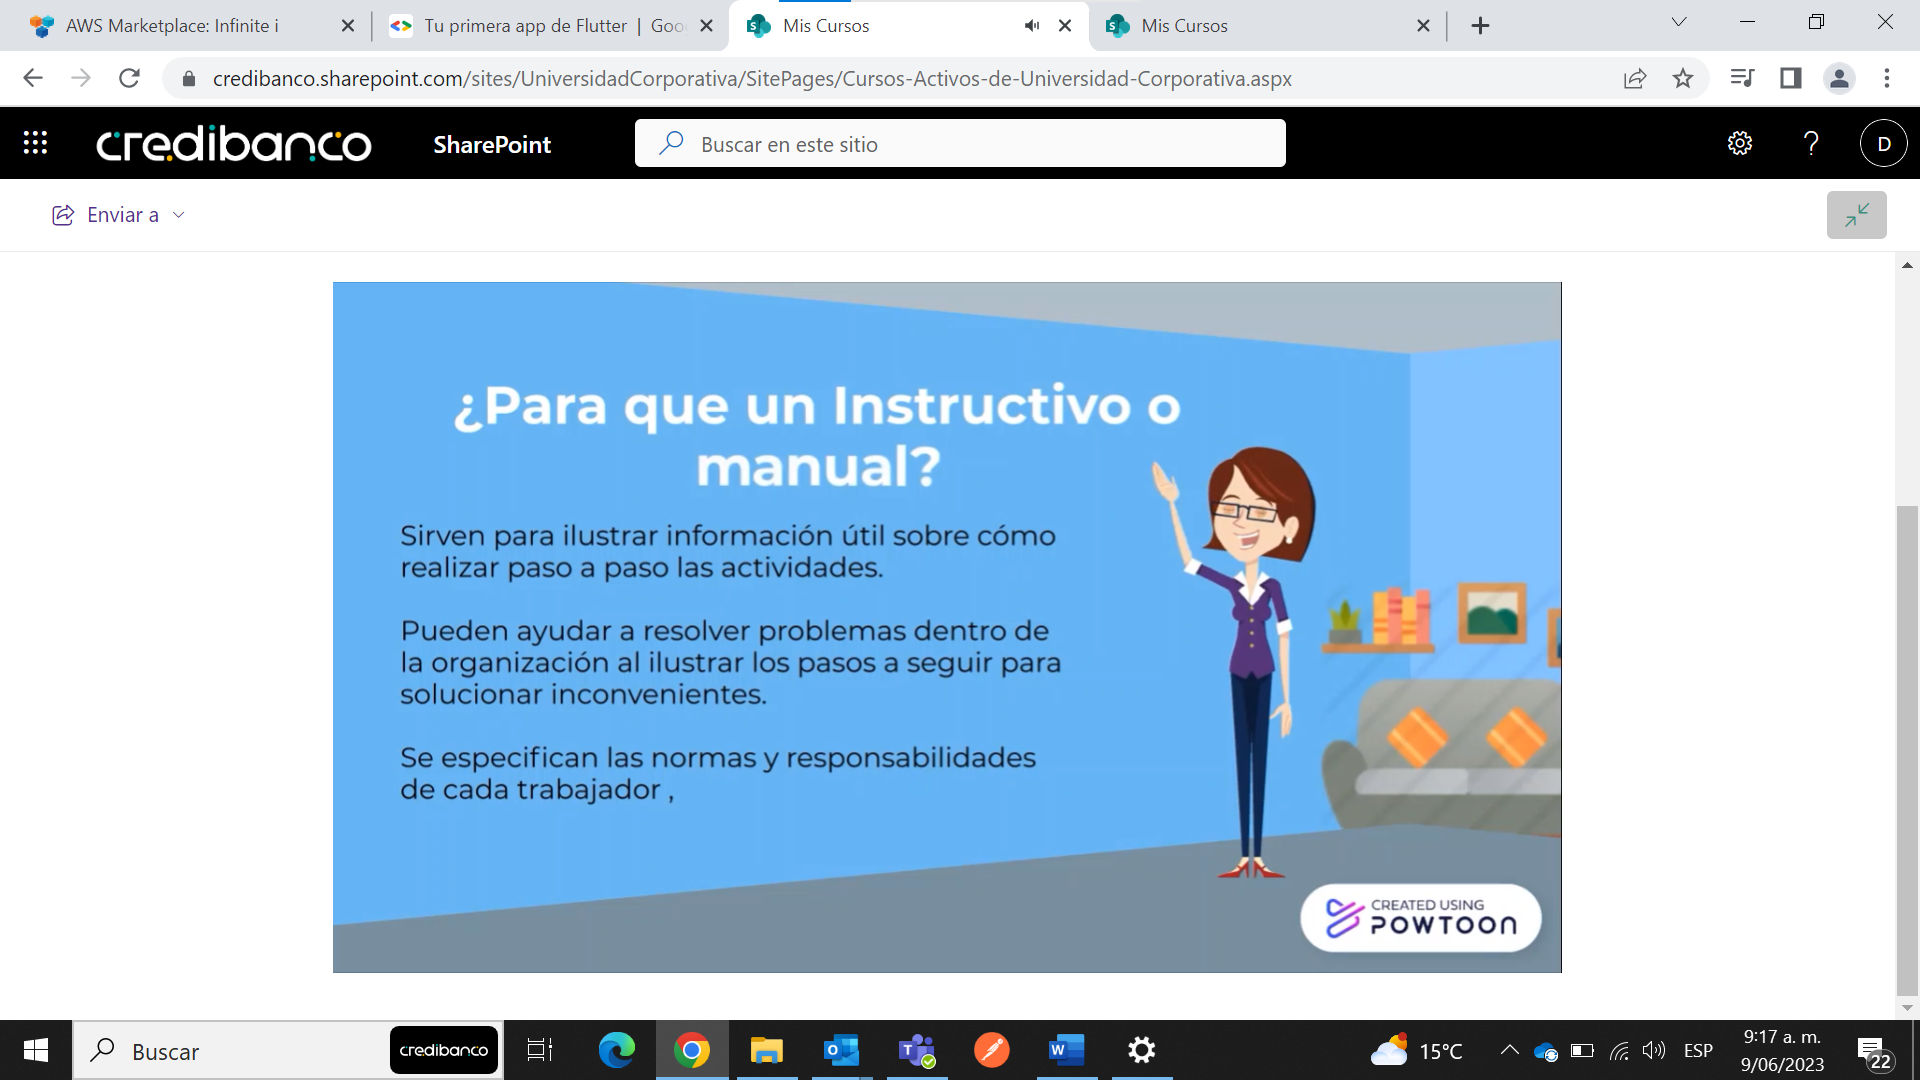 AWS Marketplace: Infinite i
Tu primera app de Flutter | Goo
Mis Cursos
Mis Cursos
credibanco.sharepoint.com/sites/UniversidadCorporativa/SitePages/Cursos-Activos-de-Universidad-Corporativa.aspx
credibanco
SharePoint
Buscar en este sitio
D
Enviar a
¿Para que un Instructivo o
manual?
Sirven para ilustrar información útil sobre cómo
realizar paso a paso las actividades.
Pueden ayudar a resolver problemas dentro de
la organización al ilustrar los pasos a seguir para
solucionar inconvenientes.
Se especifican las normas y responsabilidades
de cada trabajador ,
CREATED USING
POWTOON
Buscar
credibanco
15°C
ESP
9:17 a. m.
9/06/2023
22